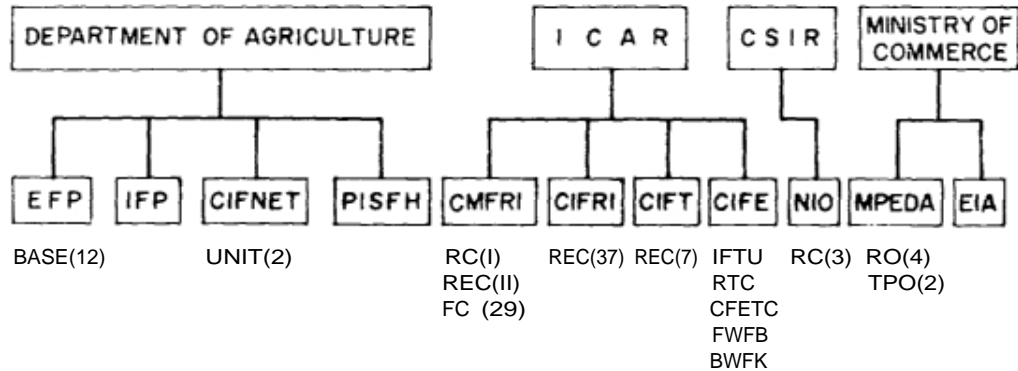 DEPARTMENT OF AGRICULTURE
I C A R
CSIR
MINISTRY OF
COMMERCE
EFP
IFP
CIFNET
PISFH
CMFRI
CIFRI
CIFT
CIFE
NIO
MPEDA
EIA
BASE(12)
UNIT(2)
RC(I)
REC(II)
FC (29)
REC(37)
REC(7)
IFTU
RTC
CFETC
FWFB
BWFK
RC(3)
RO(4)
TPO(2)